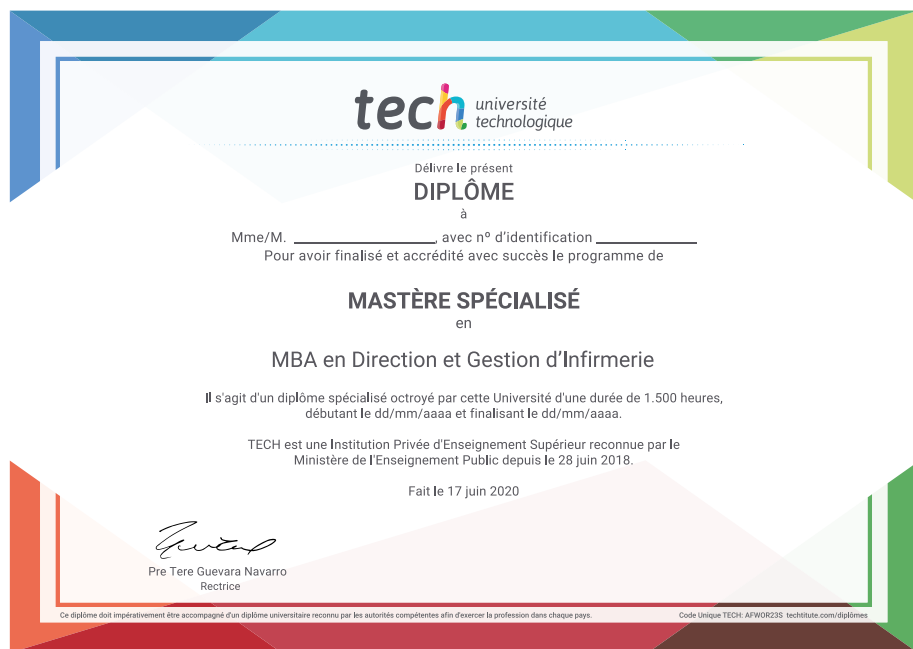 tech université
technologique
Délivre le présent
DIPLÔME
à
Mme/M. ____________, avec nº d'identification ____________
Pour avoir finalisé et accrédité avec succès le programme de
MASTÈRE SPÉCIALISÉ
en
MBA en Direction et Gestion d'Infirmerie
Il s'agit d'un diplôme spécialisé octroyé par cette Université d'une durée de 1.500 heures,
débutant le dd/mm/aaaa et finalisant le dd/mm/aaaa.
TECH est une Institution Privée d'Enseignement Supérieur reconnue par le
Ministère de l'Enseignement Public depuis le 28 juin 2018.
Fait le 17 juin 2020
Pre Tere Guevara Navarro
Rectrice
Ce diplôme doit impérativement être accompagné d'un diplôme universitaire reconnu par les autorités compétentes afin d'exercer la profession dans chaque pays.
Code Unique TECH: AFWOR23S techtitute.com/diplômes